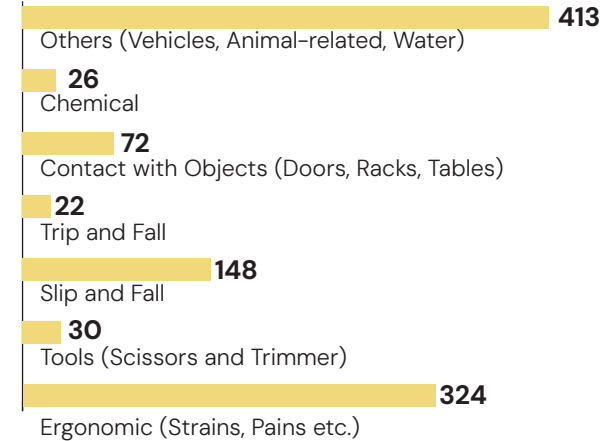 413
Others (Vehicles, Animal-related, Water)
26
Chemical
72
Contact with Objects (Doors, Racks, Tables)
22
Trip and Fall
148
Slip and Fall
30
Tools (Scissors and Trimmer)
324
Ergonomic (Strains, Pains etc.)